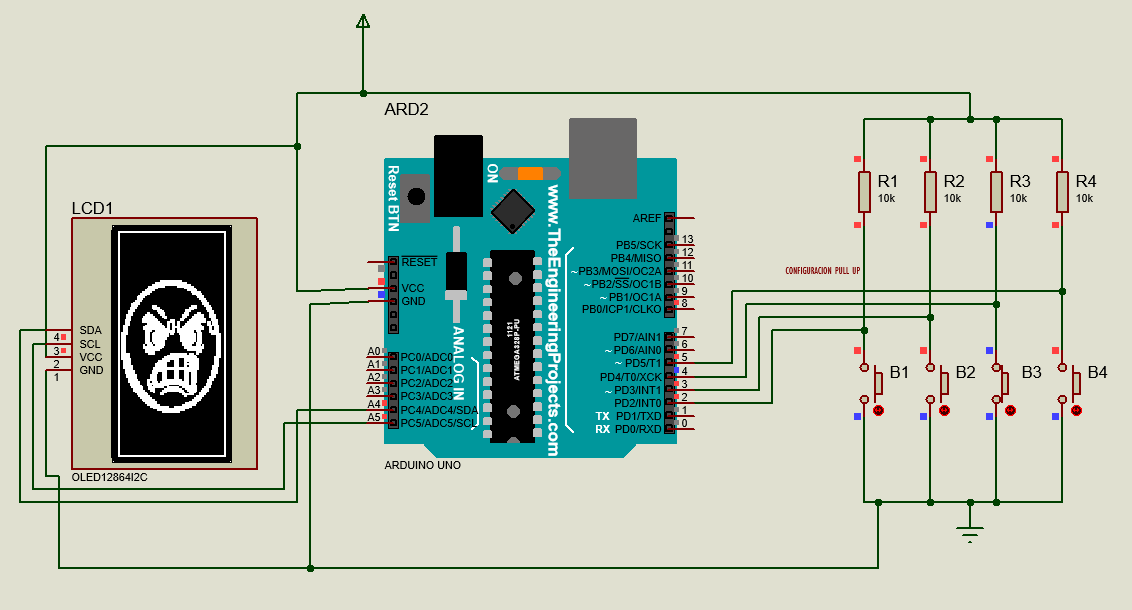 ARD2
LCD1
SDA
SCL
VCC
GND
4
3
2
1
OLED12864I2C
Reset BTN
ON
www.TheEngineeringProjects.com
ANALOG IN
1121
ATMEGA328P-PU
RESET
VCC
GND
A0 PC0/ADC0
A1 PC1/ADC1
A2 PC2/ADC2
A3 PC3/ADC3
A4 PC4/ADC4/SDA
A5 PC5/ADC5/SCL
AREF
PB5/SCK 13
PB4/MISO 12
~PB3/MOSI/OC2A 11
~PB2/SS/OC1B 10
~PB1/OC1A 9
PB0/ICP1/CLKO 8
PD7/AIN1 7
~PD6/AIN0 6
~PD5/T1 5
PD4/T0/XCK 4
~PD3/INT1 3
PD2/INT0 2
TX PD1/TXD 1
RX PD0/RXD 0
ARDUINO UNO
R1
10k
R2
10k
R3
10k
R4
10k
CONFIGURACION PULL UP
B1
B2
B3
B4